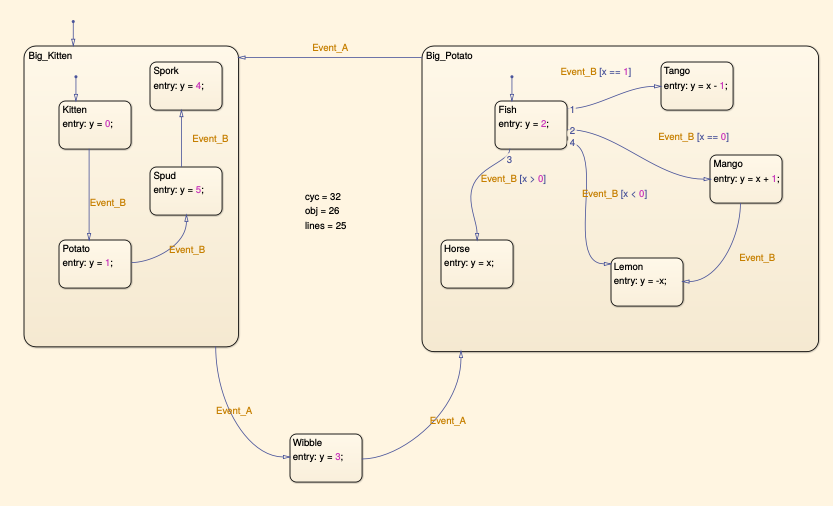 Event_A
Big_Kitten
Spork
entry: y = 4;
Kitten
entry: y = 0;
Event_B
Spud
entry: y = 5;
Event_B
Potato
entry: y = 1;
Event_B
cyc = 32
obj = 26
lines = 25
Big_Potato
Event_B [x == 1]
Tango
entry: y = x - 1;
Fish
entry: y = 2;
1
2
4
3
Event_B [x == 0]
Mango
entry: y = x + 1;
Event_B [x > 0]
Event_B [x < 0]
Horse
entry: y = x;
Lemon
entry: y = -x;
Event_B
Event_A
Wibble
entry: y = 3;
Event_A